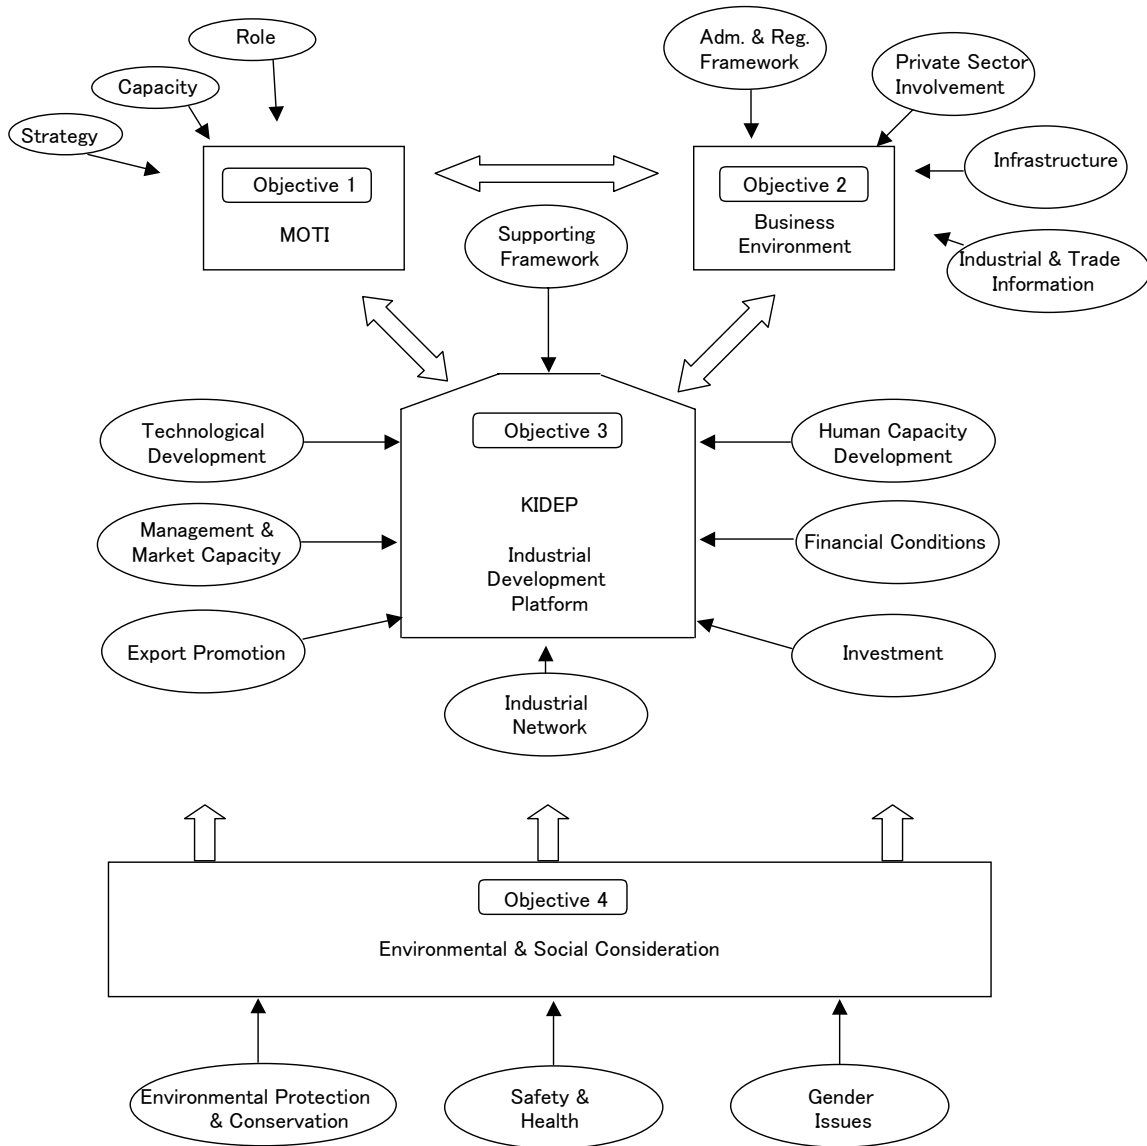 Role
Capacity
Strategy
Adm. & Reg.
Framework
Private Sector
Involvement
Infrastructure
Industrial & Trade
Information
Objective 1
MOTI
Objective 2
Business
Environment
Supporting
Framework
Technological
Development
Management &
Market Capacity
Export Promotion
Objective 3
KIDEP
Industrial
Development
Platform
Human Capacity
Development
Financial Conditions
Investment
Industrial
Network
Objective 4
Environmental & Social Consideration
Environmental Protection
& Conservation
Safety &
Health
Gender
Issues